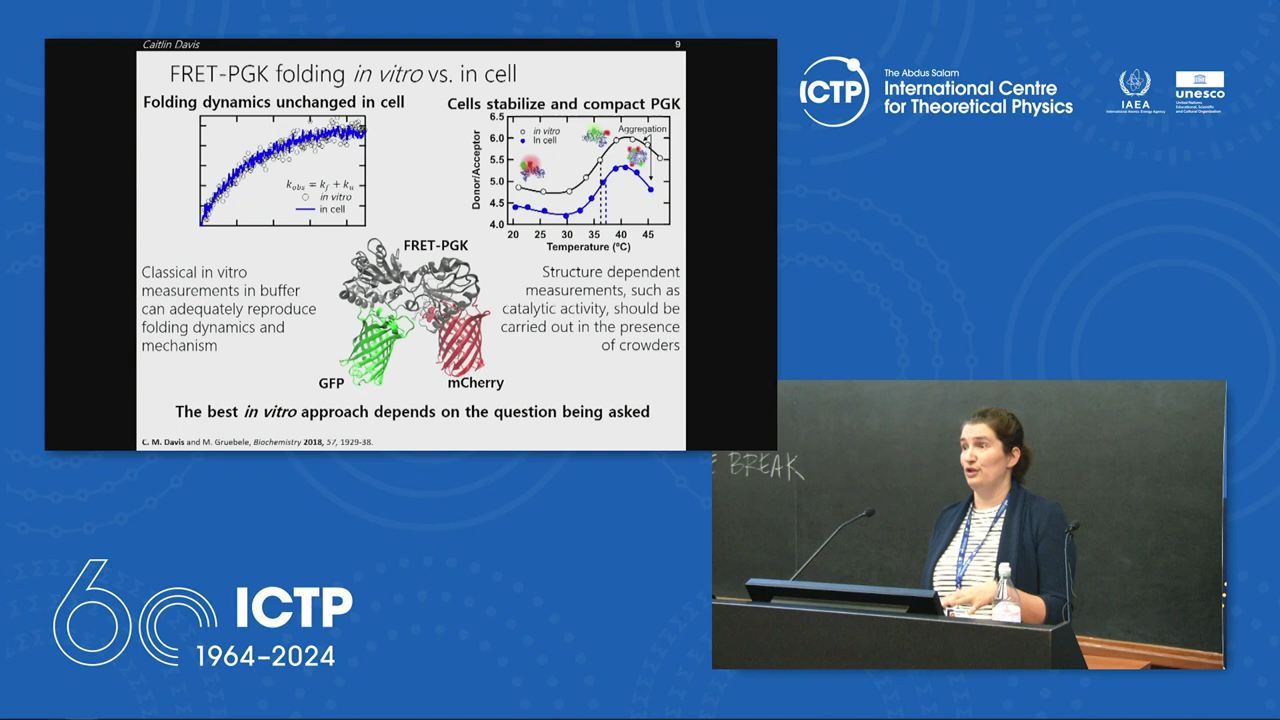 Caitlin Davis
9
FRET-PGK folding in vitro vs. in cell
Folding dynamics unchanged in cell
k_obs = k_f + k_u
in vitro
in cell
Cells stabilize and compact PGK
6.5
6.0
5.5
5.0
4.5
4.0
Donor/Acceptor
in vitro
In cell
Aggregation
20 25 30 35 40 45
Temperature (ºC)
FRET-PGK
GFP
mCherry
Classical in vitro
measurements in buffer
can adequately reproduce
folding dynamics and
mechanism
Structure dependent
measurements, such as
catalytic activity, should be
carried out in the presence
of crowders
The best in vitro approach depends on the question being asked
C. M. Davis and M. Gruebele, Biochemistry 2018, 57, 1929-38.
ICTP
The Abdus Salam
International Centre
for Theoretical Physics
IAEA
International Atomic Energy Agency
unesco
United Nations
Educational, Scientific
and Cultural Organization
BREAK
60 ICTP
1964–2024